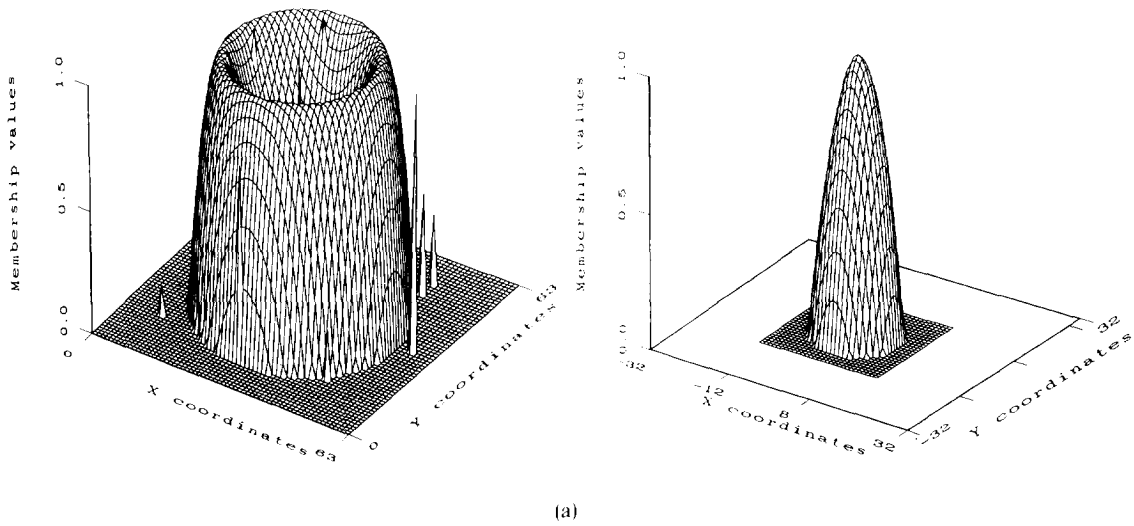 Membership values
1.0
0.5
0.0
0
X coordinates
63
0
Y coordinates
63
Membership values
1.0
0.5
0.0
-32
-12
8
32
X coordinates
-32
Y coordinates
32
(a)